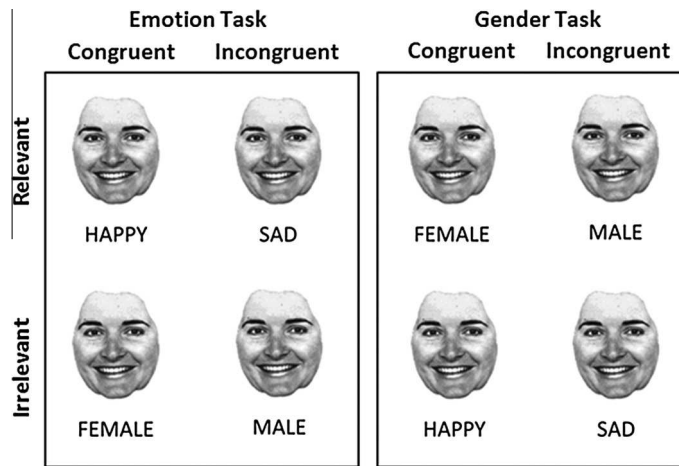 Emotion Task Gender Task
Congruent Incongruent Congruent Incongruent
Relevant
HAPPY SAD FEMALE MALE
Irrelevant
FEMALE MALE HAPPY SAD